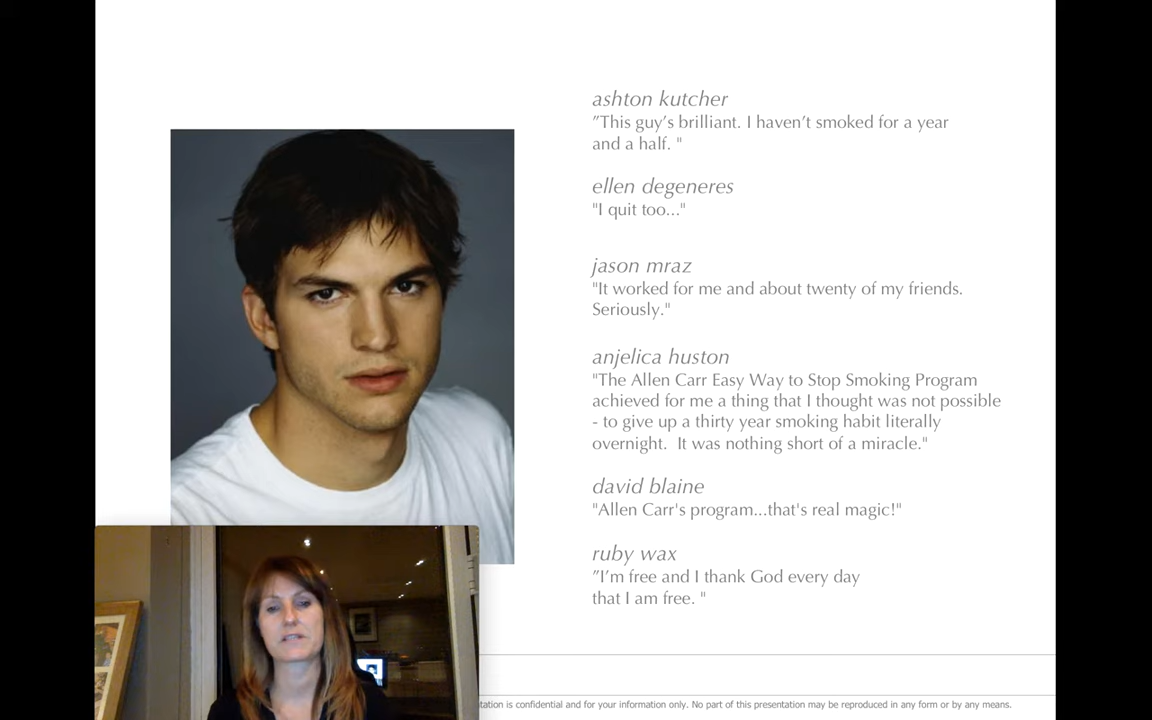 ashton kutcher
”This guy’s brilliant. I haven’t smoked for a year
and a half. "
ellen degeneres
"I quit too..."
jason mraz
"It worked for me and about twenty of my friends.
Seriously."
anjelica huston
"The Allen Carr Easy Way to Stop Smoking Program
achieved for me a thing that I thought was not possible
- to give up a thirty year smoking habit literally
overnight.  It was nothing short of a miracle."
david blaine
"Allen Carr's program...that's real magic!"
ruby wax
”I’m free and I thank God every day
that I am free. "
is confidential and for your information only. No part of this presentation may be reproduced in any form or by any means.